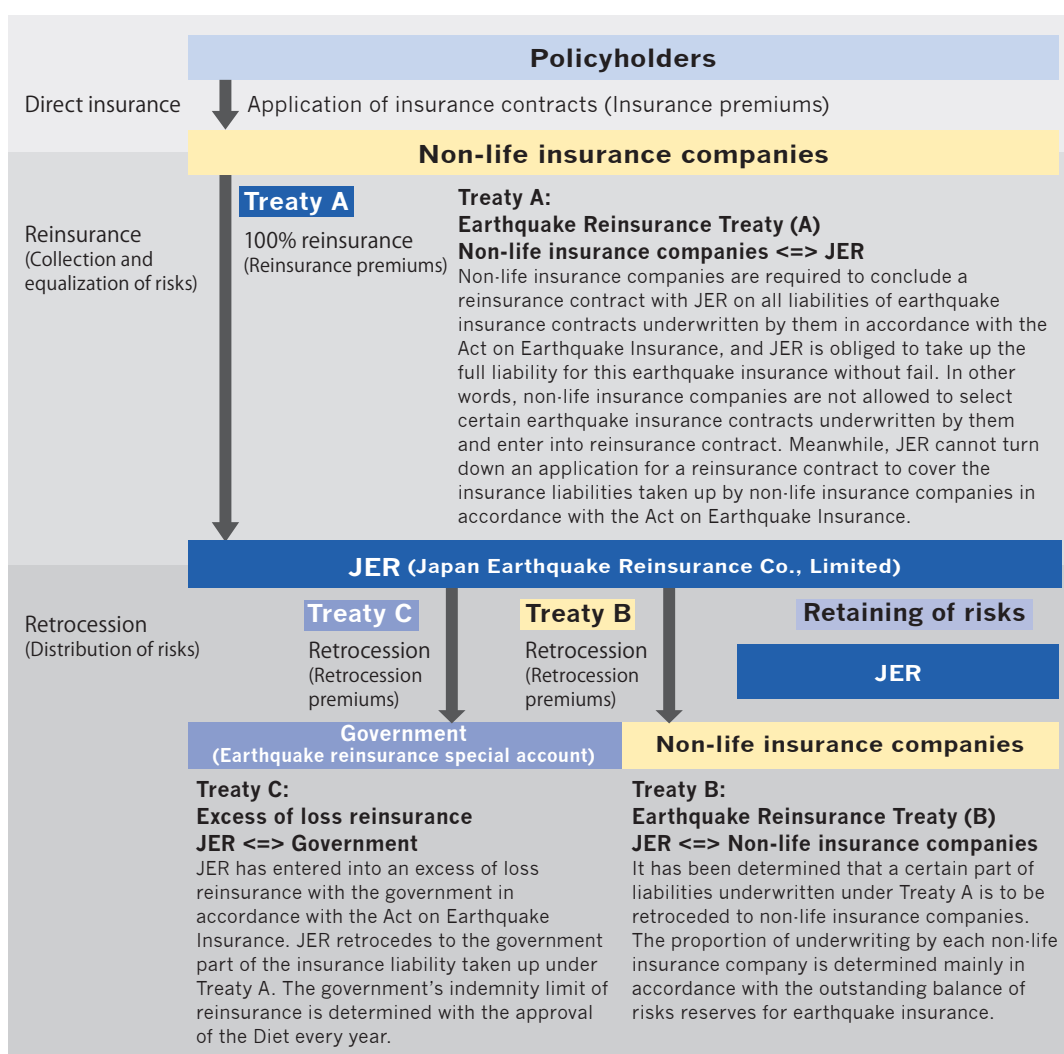 Policyholders
Direct insurance
Application of insurance contracts (Insurance premiums)
Non-life insurance companies
Reinsurance
(Collection and
equalization of risks)
Treaty A
100% reinsurance
(Reinsurance premiums)
Treaty A:
Earthquake Reinsurance Treaty (A)
Non-life insurance companies <=> JER
Non-life insurance companies are required to conclude a
reinsurance contract with JER on all liabilities of earthquake
insurance contracts underwritten by them in accordance with the
Act on Earthquake Insurance, and JER is obliged to take up the
full liability for this earthquake insurance without fail. In other
words, non-life insurance companies are not allowed to select
certain earthquake insurance contracts underwritten by them
and enter into reinsurance contract. Meanwhile, JER cannot turn
down an application for a reinsurance contract to cover the
insurance liabilities taken up by non-life insurance companies in
accordance with the Act on Earthquake Insurance.
JER (Japan Earthquake Reinsurance Co., Limited)
Retrocession
(Distribution of risks)
Treaty C
Retrocession
(Retrocession
premiums)
Treaty B
Retrocession
(Retrocession
premiums)
Retaining of risks
JER
Government
(Earthquake reinsurance special account)
Treaty C:
Excess of loss reinsurance
JER <=> Government
JER has entered into an excess of loss
reinsurance with the government in
accordance with the Act on Earthquake
Insurance. JER retrocedes to the government
part of the insurance liability taken up under
Treaty A. The government's indemnity limit of
reinsurance is determined with the approval
of the Diet every year.
Non-life insurance companies
Treaty B:
Earthquake Reinsurance Treaty (B)
JER <=> Non-life insurance companies
It has been determined that a certain part of
liabilities underwritten under Treaty A is to be
retroceded to non-life insurance companies.
The proportion of underwriting by each non-life
insurance company is determined mainly in
accordance with the outstanding balance of
risks reserves for earthquake insurance.